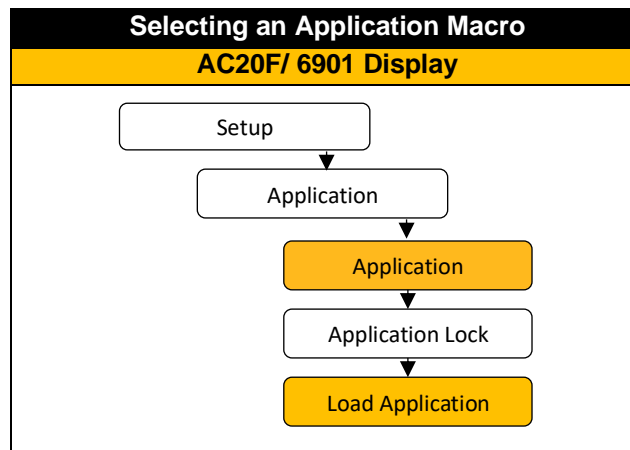 Selecting an Application Macro
AC20F/ 6901 Display
Setup
Application
Application
Application Lock
Load Application